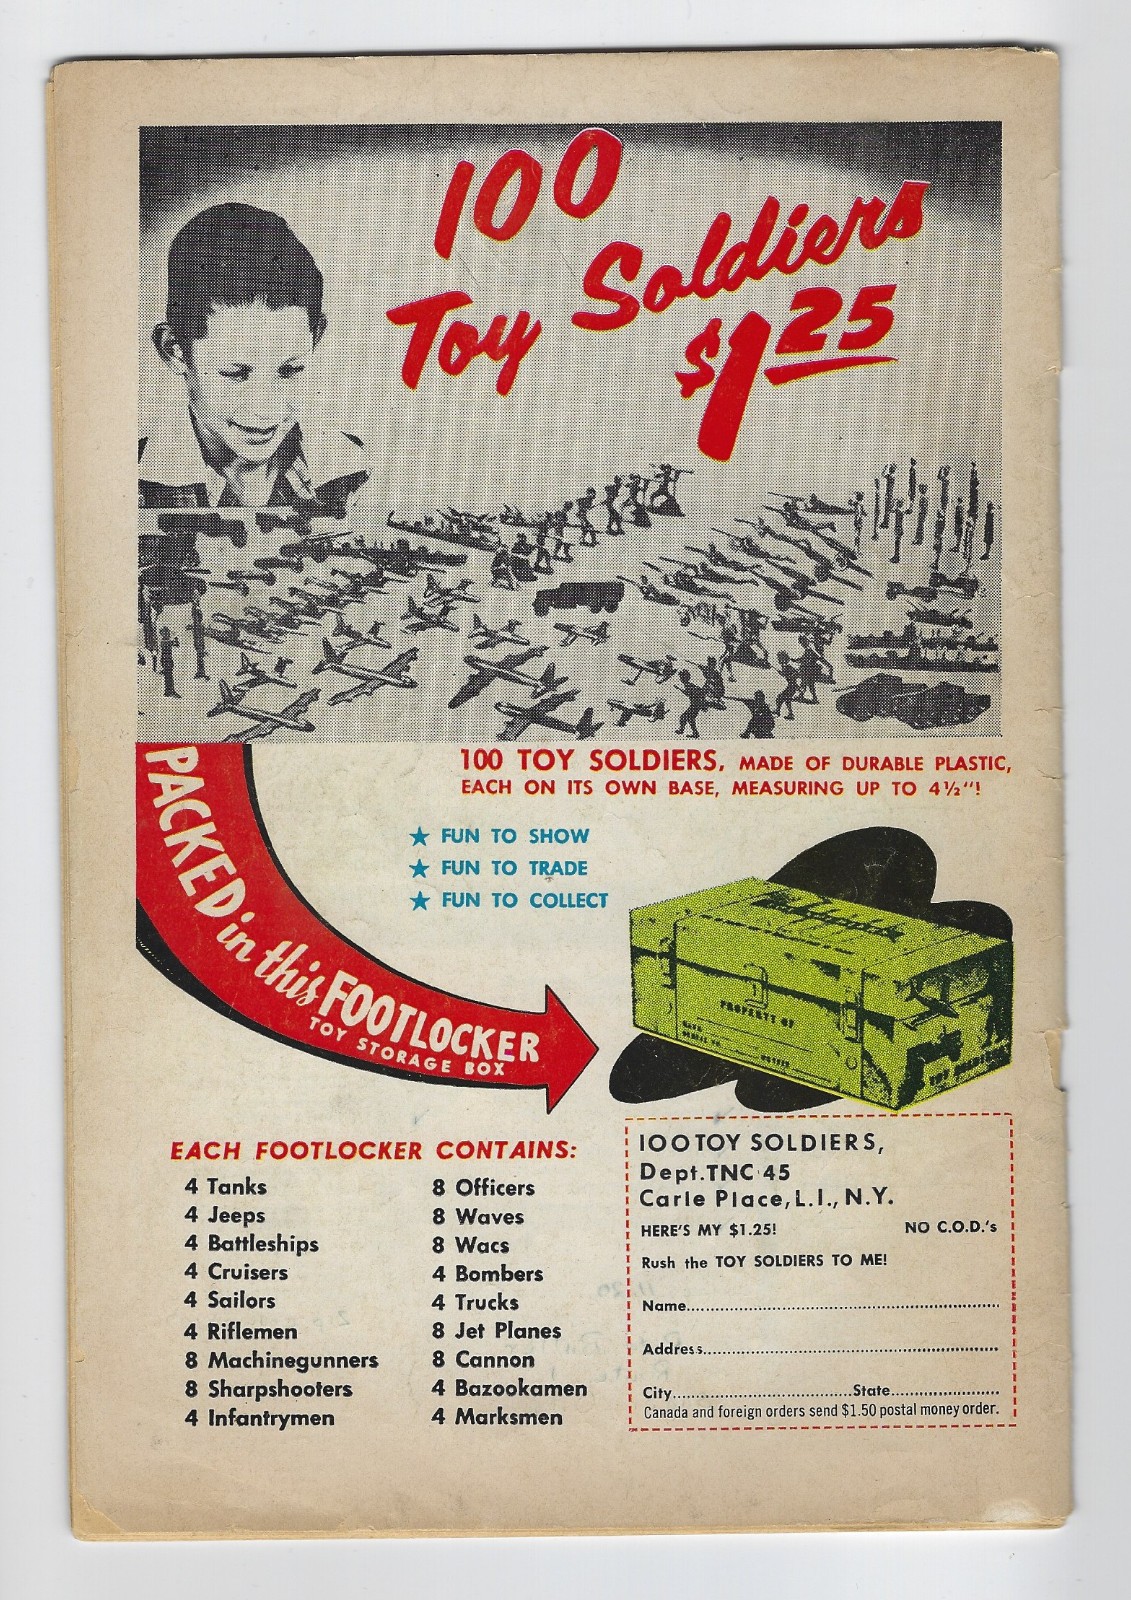 100
Toy Soldiers
$1.25
100 TOY SOLDIERS, MADE OF DURABLE PLASTIC,
EACH ON ITS OWN BASE, MEASURING UP TO 4½"!
★ FUN TO SHOW
★ FUN TO TRADE
★ FUN TO COLLECT
PACKED in this FOOTLOCKER
TOY STORAGE BOX
PROPERTY OF
EACH FOOTLOCKER CONTAINS:
4 Tanks
4 Jeeps
4 Battleships
4 Cruisers
4 Sailors
4 Riflemen
8 Machinegunners
8 Sharpshooters
4 Infantrymen
8 Officers
8 Waves
8 Wacs
4 Bombers
4 Trucks
8 Jet Planes
8 Cannon
4 Bazookamen
4 Marksmen
100 TOY SOLDIERS,
Dept. TNC 45
Carle Place, L.I., N.Y.
HERE'S MY $1.25! NO C.O.D.'s
Rush the TOY SOLDIERS TO ME!
Name
Address
City State
Canada and foreign orders send $1.50 postal money order.